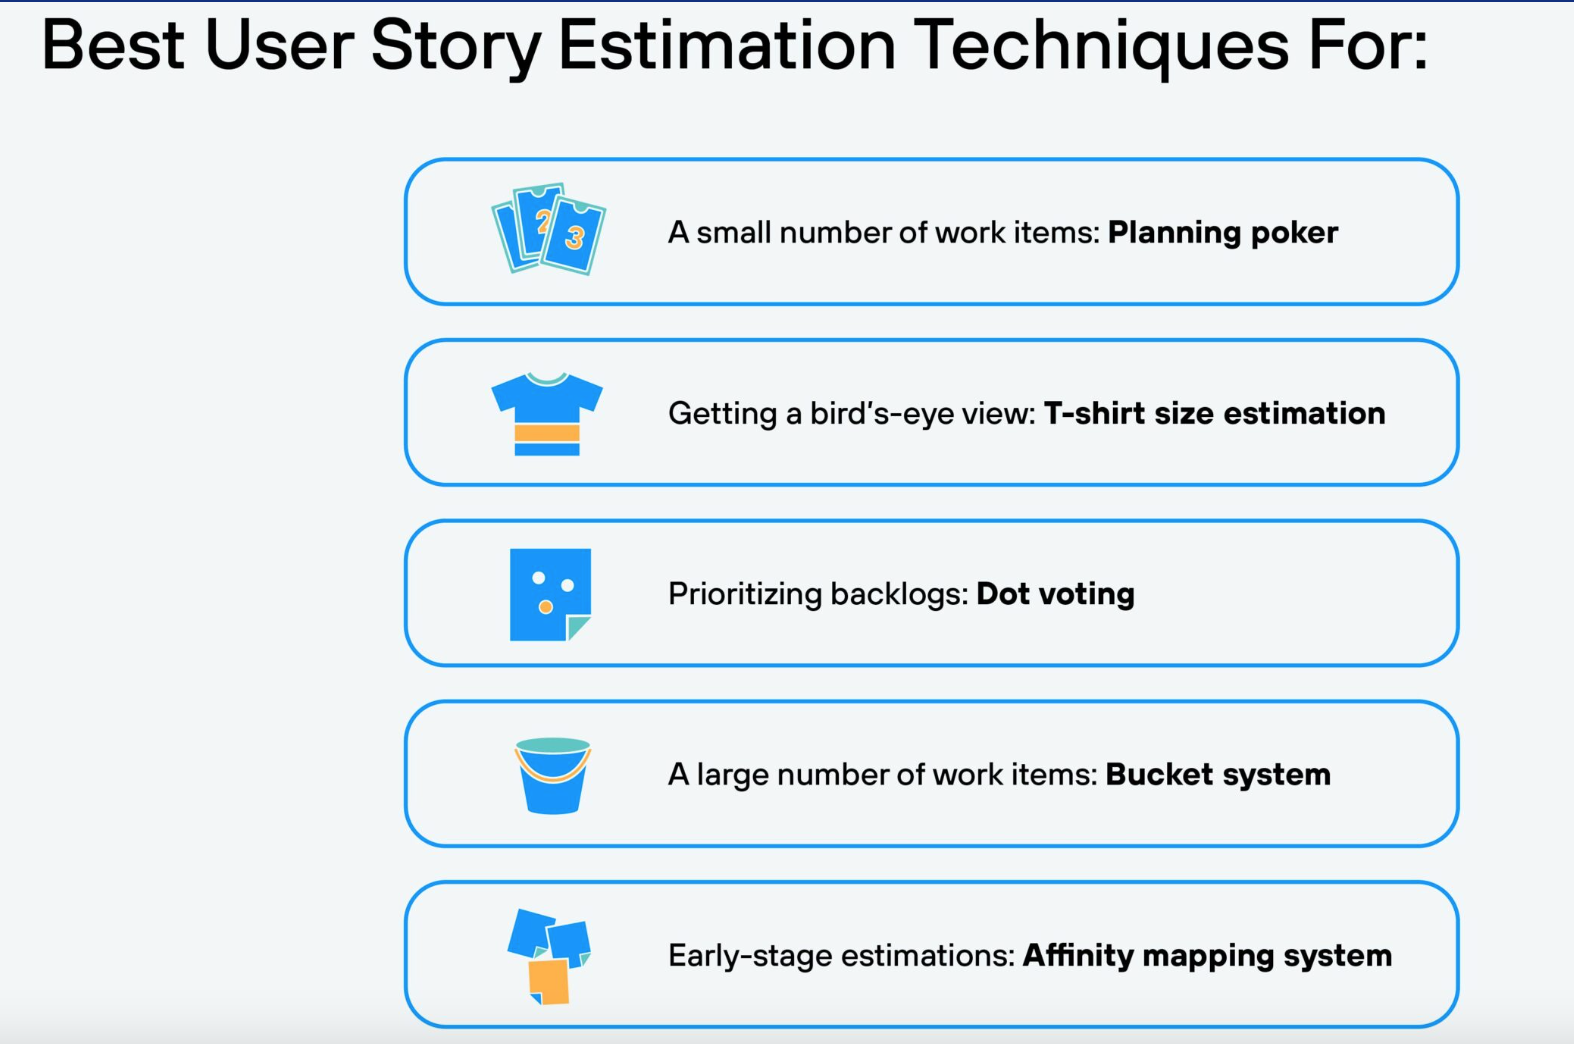 Best User Story Estimation Techniques For:
2
3
A small number of work items: Planning poker
Getting a bird's-eye view: T-shirt size estimation
Prioritizing backlogs: Dot voting
A large number of work items: Bucket system
Early-stage estimations: Affinity mapping system